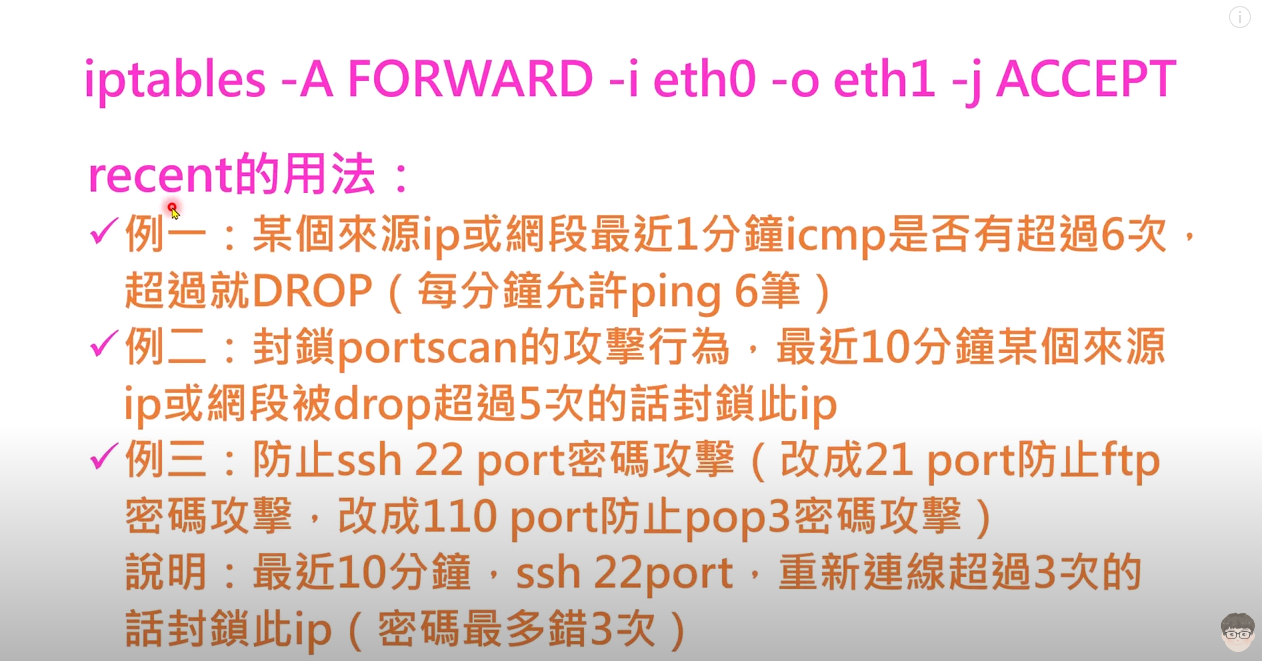 iptables -A FORWARD -i eth0 -o eth1 -j ACCEPT
recent的用法：
✓例一：某個來源ip或網段最近1分鐘icmp是否有超過6次，
超過就DROP（每分鐘允許ping 6筆）
✓例二：封鎖portscan的攻擊行為，最近10分鐘某個來源
ip或網段被drop超過5次的話封鎖此ip
✓例三：防止ssh 22 port密碼攻擊（改成21 port防止ftp
密碼攻擊，改成110 port防止pop3密碼攻擊）
說明：最近10分鐘，ssh 22port，重新連線超過3次的
話封鎖此ip（密碼最多錯3次）